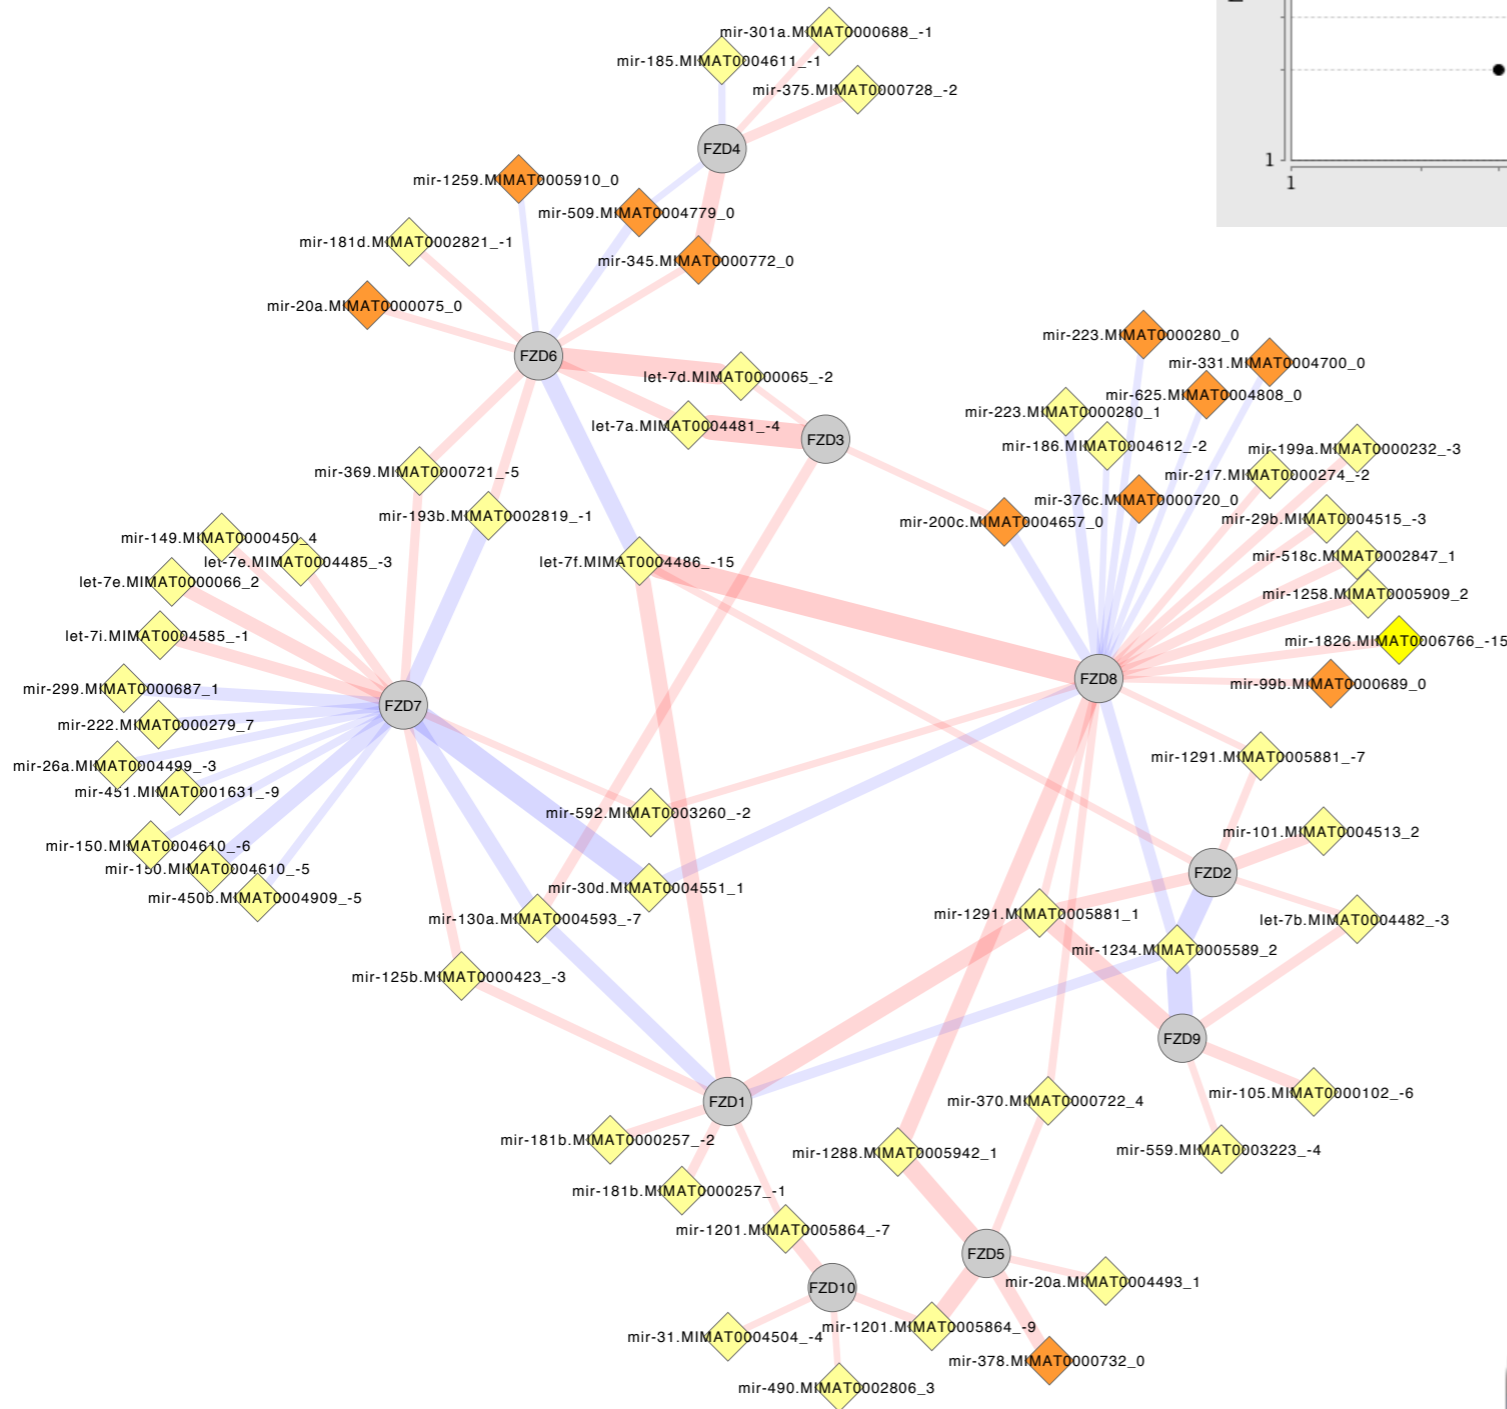 mir-301a.MIMAT0000688_-1
mir-185.MIMAT0004611_-1
mir-375.MIMAT0000728_-2
FZD4
1
1
mir-1259.MIMAT0005910_0
mir-509.MIMAT0004779_0
mir-181d.MIMAT0002821_-1
mir-345.MIMAT0000772_0
mir-20a.MIMAT0000075_0
FZD6
mir-223.MIMAT0000280_0
mir-331.MIMAT0004700_0
let-7d.MIMAT0000065_-2
mir-625.MIMAT0004808_0
mir-223.MIMAT0000280_1
let-7a.MIMAT0004481_-4
FZD3
mir-186.MIMAT0004612_-2
mir-199a.MIMAT0000232_-3
mir-369.MIMAT0000721_-5
mir-217.MIMAT0000274_-2
mir-376c.MIMAT0000720_0
mir-193b.MIMAT0002819_-1
mir-200c.MIMAT0004657_0
mir-29b.MIMAT0004515_-3
mir-149.MIMAT0000450_4
let-7e.MIMAT0004485_-3
let-7f.MIMAT0004486_-15
mir-518c.MIMAT0002847_1
let-7e.MIMAT0000066_2
mir-1258.MIMAT0005909_2
let-7i.MIMAT0004585_-1
mir-1826.MIMAT0006766_-15
FZD8
mir-99b.MIMAT0000689_0
mir-299.MIMAT0000687_1
FZD7
mir-222.MIMAT0000279_7
mir-1291.MIMAT0005881_-7
mir-26a.MIMAT0004499_-3
mir-451.MIMAT0001631_-9
mir-592.MIMAT0003260_-2
mir-101.MIMAT0004513_2
mir-150.MIMAT0004610_-6
mir-150.MIMAT0004610_-5
FZD2
mir-30d.MIMAT0004551_1
mir-450b.MIMAT0004909_-5
mir-1291.MIMAT0005881_1
let-7b.MIMAT0004482_-3
mir-130a.MIMAT0004593_-7
mir-1234.MIMAT0005589_2
mir-125b.MIMAT0000423_-3
FZD9
mir-105.MIMAT0000102_-6
FZD1
mir-370.MIMAT0000722_4
mir-181b.MIMAT0000257_-2
mir-1288.MIMAT0005942_1
mir-559.MIMAT0003223_-4
mir-181b.MIMAT0000257_-1
mir-1201.MIMAT0005864_-7
FZD5
mir-20a.MIMAT0004493_1
FZD10
mir-1201.MIMAT0005864_-9
mir-31.MIMAT0004504_-4
mir-378.MIMAT0000732_0
mir-490.MIMAT0002806_3